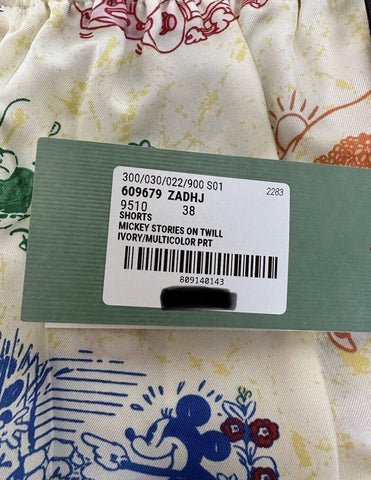 300/030/022/900 S01
2283
609679 ZADHJ
9510 38
SHORTS
MICKEY STORIES ON TWILL
IVORY/MULTICOLOR PRT
809140143